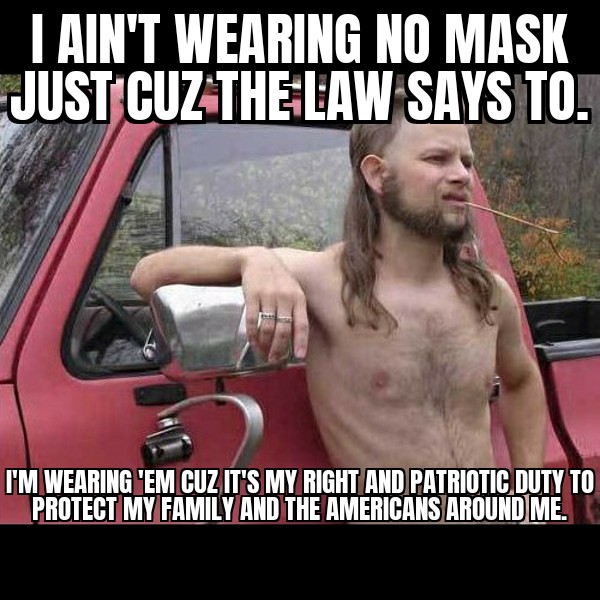 I AIN'T WEARING NO MASK
JUST CUZ THE LAW SAYS TO.
I'M WEARING 'EM CUZ IT'S MY RIGHT AND PATRIOTIC DUTY TO
PROTECT MY FAMILY AND THE AMERICANS AROUND ME.